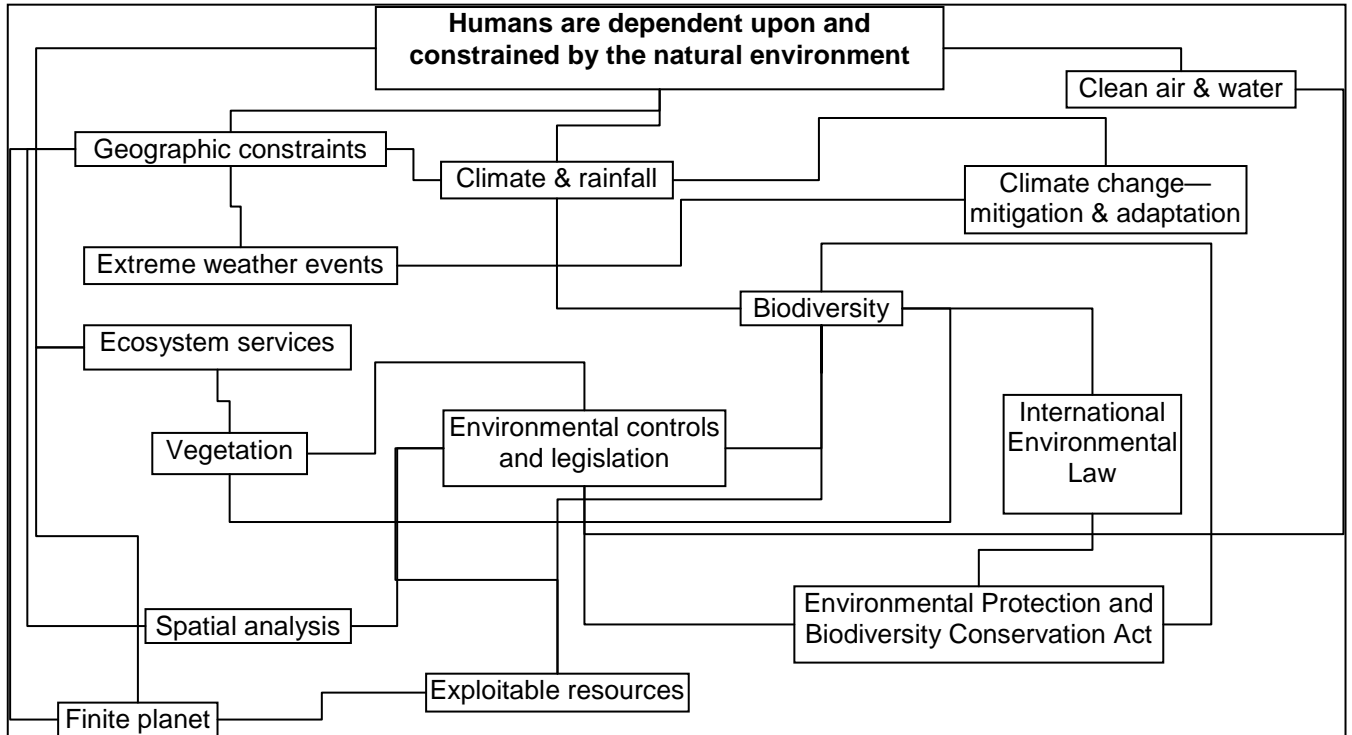 Humans are dependent upon and
constrained by the natural environment
Clean air & water
Geographic constraints
Climate & rainfall
Climate change—
mitigation & adaptation
Extreme weather events
Biodiversity
Ecosystem services
International
Environmental
Law
Environmental controls
and legislation
Vegetation
Environmental Protection and
Biodiversity Conservation Act
Spatial analysis
Exploitable resources
Finite planet